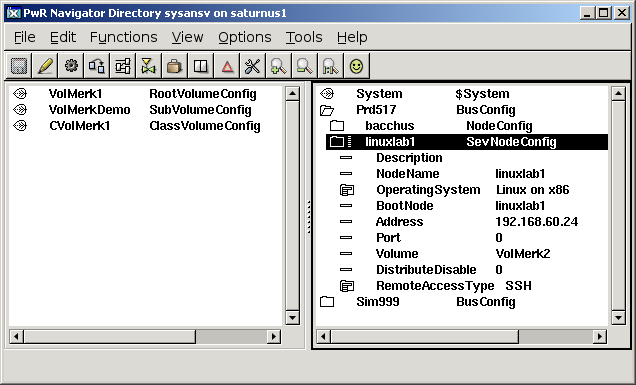 PwR Navigator Directory sysansv on saturnus1
File Edit Functions View Options Tools Help
VolMerk1 RootVolumeConfig
VolMerkDemo SubVolumeConfig
CVolMerk1 ClassVolumeConfig
System $System
Prd517 BusConfig
bacchus NodeConfig
linuxlab1 SevNodeConfig
Description
NodeName linuxlab1
OperatingSystem Linux on x86
BootNode linuxlab1
Address 192.168.60.24
Port 0
Volume VolMerk2
DistributeDisable 0
RemoteAccessType SSH
Sim999 BusConfig